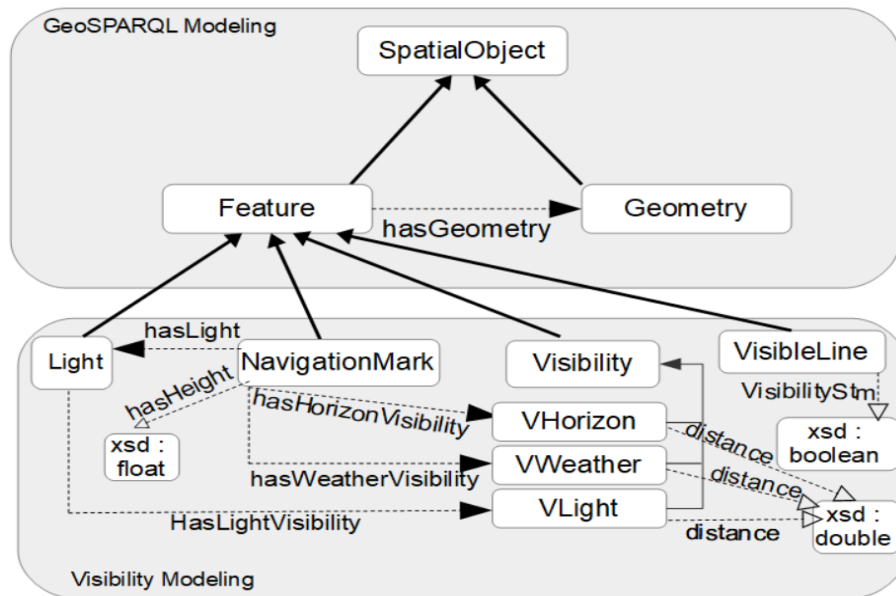 GeoSPARQL Modeling
SpatialObject
Feature
hasGeometry
Geometry
hasLight
Light
NavigationMark
Visibility
VisibleLine
hasHeight
VisibilityStm
hasHorizonVisibility
VHorizon
distance
xsd :
float
xsd :
boolean
hasWeatherVisibility
VWeather
distance
HasLightVisibility
VLight
distance
xsd :
double
Visibility Modeling